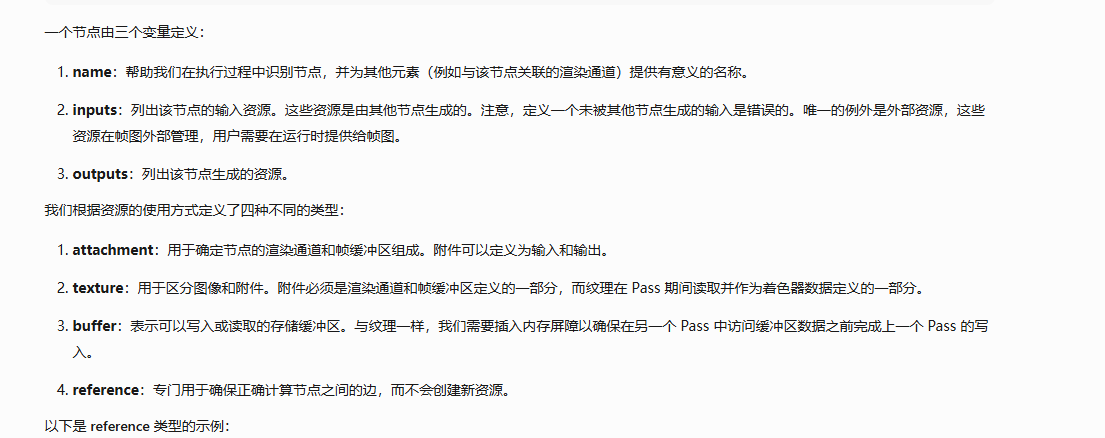 一个节点由三个变量定义：
1. name：帮助我们在执行过程中识别节点，并为其他元素（例如与该节点关联的渲染通道）提供有意义的名称。
2. inputs：列出该节点的输入资源。这些资源是由其他节点生成的。注意，定义一个未被其他节点生成的输入是错误的。唯一的例外是外部资源，这些
资源在帧图外部管理，用户需要在运行时提供给帧图。
3. outputs：列出该节点生成的资源。
我们根据资源的使用方式定义了四种不同的类型：
1. attachment：用于确定节点的渲染通道和帧缓冲区组成。附件可以定义为输入和输出。
2. texture：用于区分图像和附件。附件必须是渲染通道和帧缓冲区定义的一部分，而纹理在 Pass 期间读取并作为着色器数据定义的一部分。
3. buffer：表示可以写入或读取的存储缓冲区。与纹理一样，我们需要插入内存屏障以确保在另一个 Pass 中访问缓冲区数据之前完成上一个 Pass 的写
入。
4. reference：专门用于确保正确计算节点之间的边，而不会创建新资源。
以下是 reference 类型的示例：